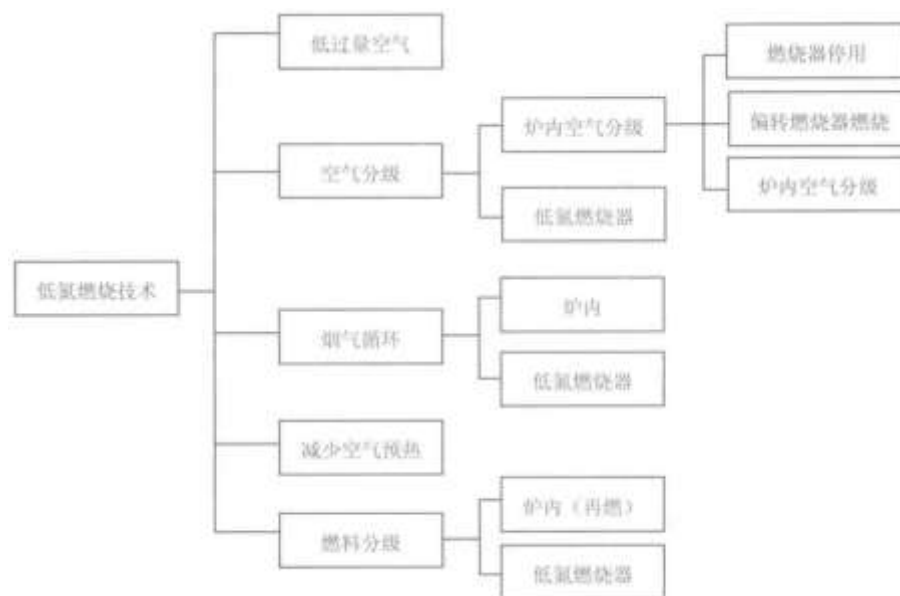 低过量空气
燃烧器停用
炉内空气分级
偏转燃烧器燃烧
空气分级
炉内空气分级
低氮燃烧器
低氮燃烧技术
炉内
烟气循环
低氮燃烧器
减少空气预热
炉内（再燃）
燃料分级
低氮燃烧器